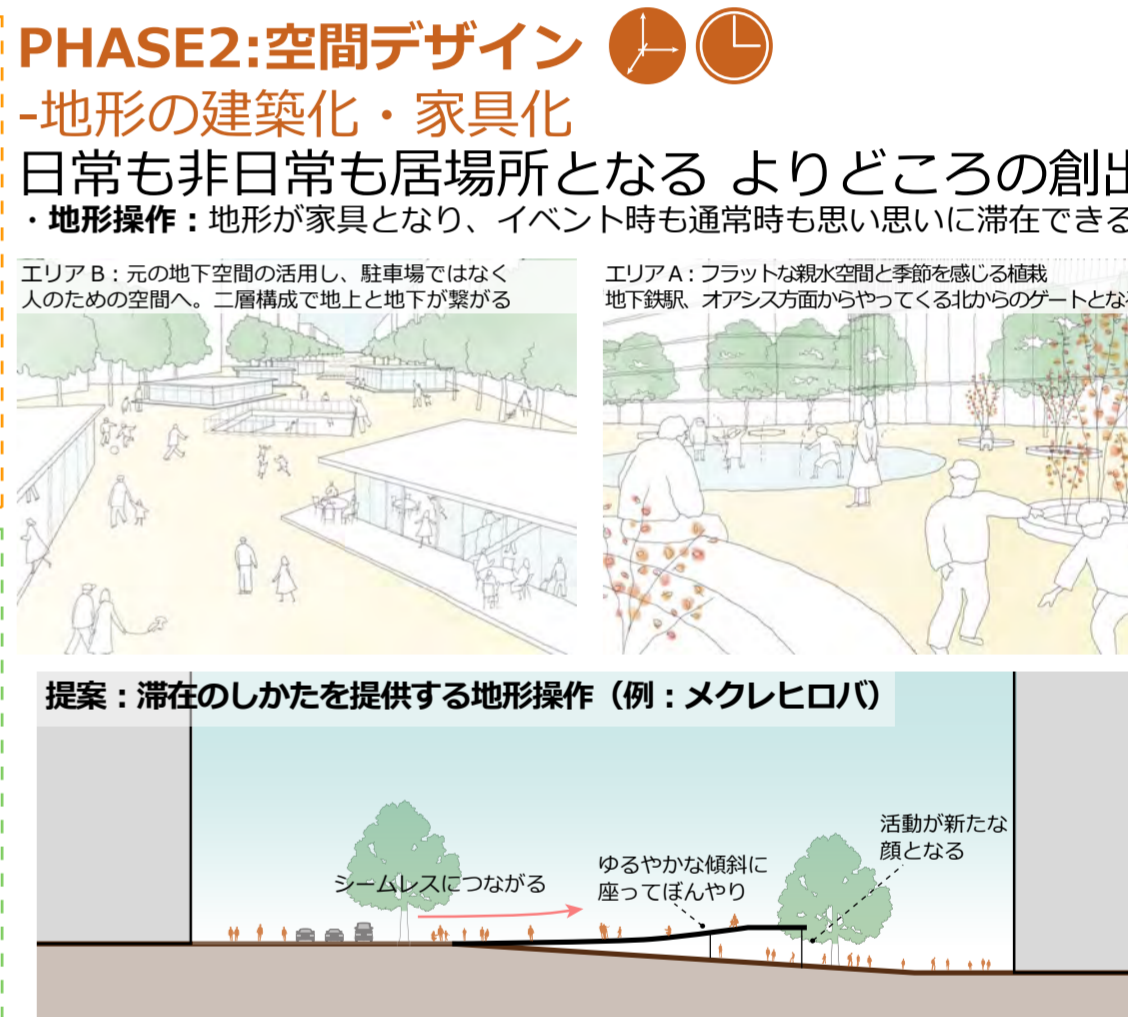 PHASE2:空間デザイン
-地形の建築化・家具化
日常も非日常も居場所となる よりどころの創出
・地形操作：地形が家具となり、イベント時も通常時も思い思いに滞在できる
エリア B：元の地下空間の活用し、駐車場ではなく
人のための空間へ。二層構成で地上と地下が繋がる
エリア A：フラットな親水空間と季節を感じる植栽
地下鉄駅、オアシス方面からやってくる北からのゲートとな
提案：滞在のしかたを提供する地形操作（例：メクレヒロバ）
活動が新たな
顔となる
ゆるやかな傾斜に
座ってぼんやり
シームレスにつながる